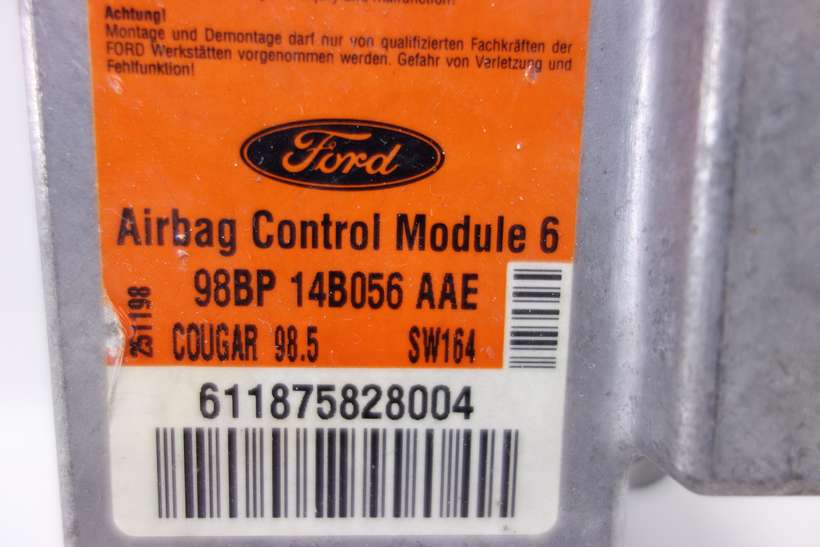 Achtung!
Montage und Demontage darf nur von qualifizierten Fachkräften der
FORD Werkstätten vorgenommen werden. Gefahr von Verletzung und
Fehlfunktion!
Ford
Airbag Control Module 6
98BP 14B056 AAE
251198
COUGAR 98.5 SW164
611875828004